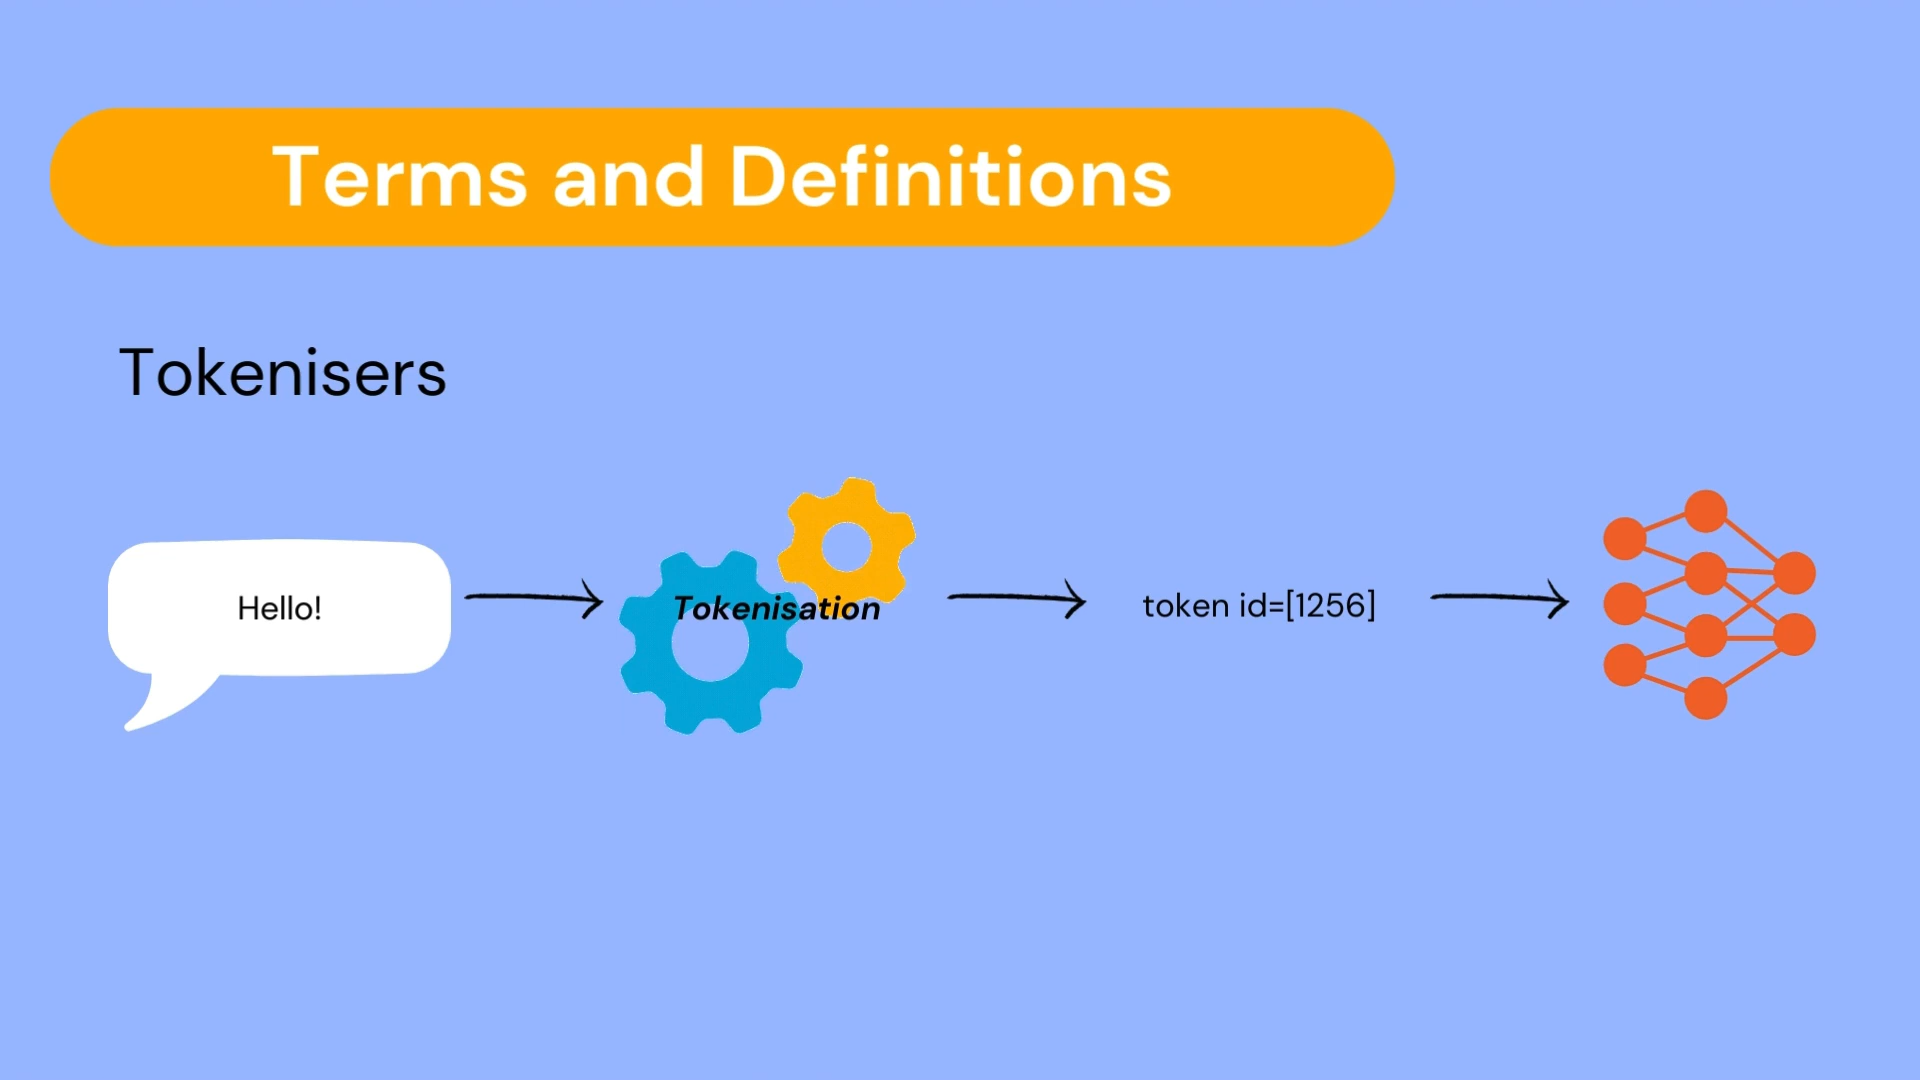 Terms and Definitions
Tokenisers
Hello!
Tokenisation
token id=[1256]